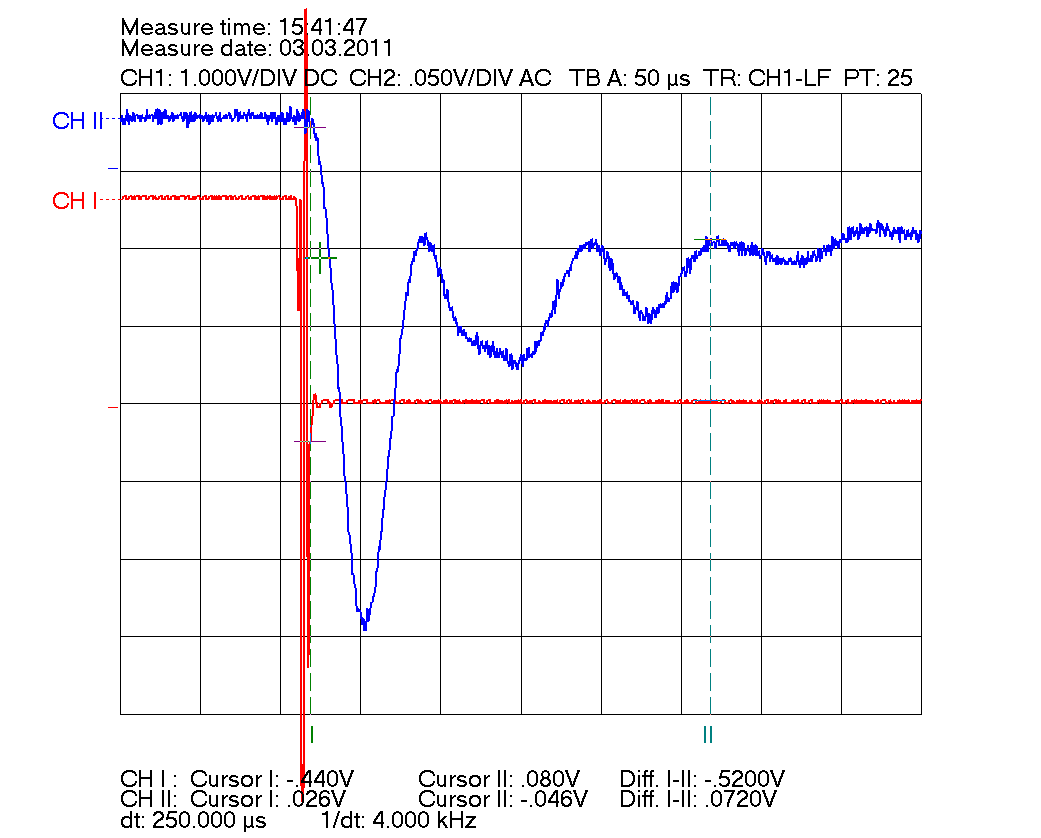 Measure time: 15:41:47
Measure date: 03.03.2011
CH1: 1.000V/DIV DC CH2: .050V/DIV AC TB A: 50 µs TR: CH1-LF PT: 25
CH II
CH I
I
II
CH I : Cursor I: -.440V Cursor II: .080V Diff. I-II: -.5200V
CH II: Cursor I: .026V Cursor II: -.046V Diff. I-II: .0720V
dt: 250.000 µs 1/dt: 4.000 kHz